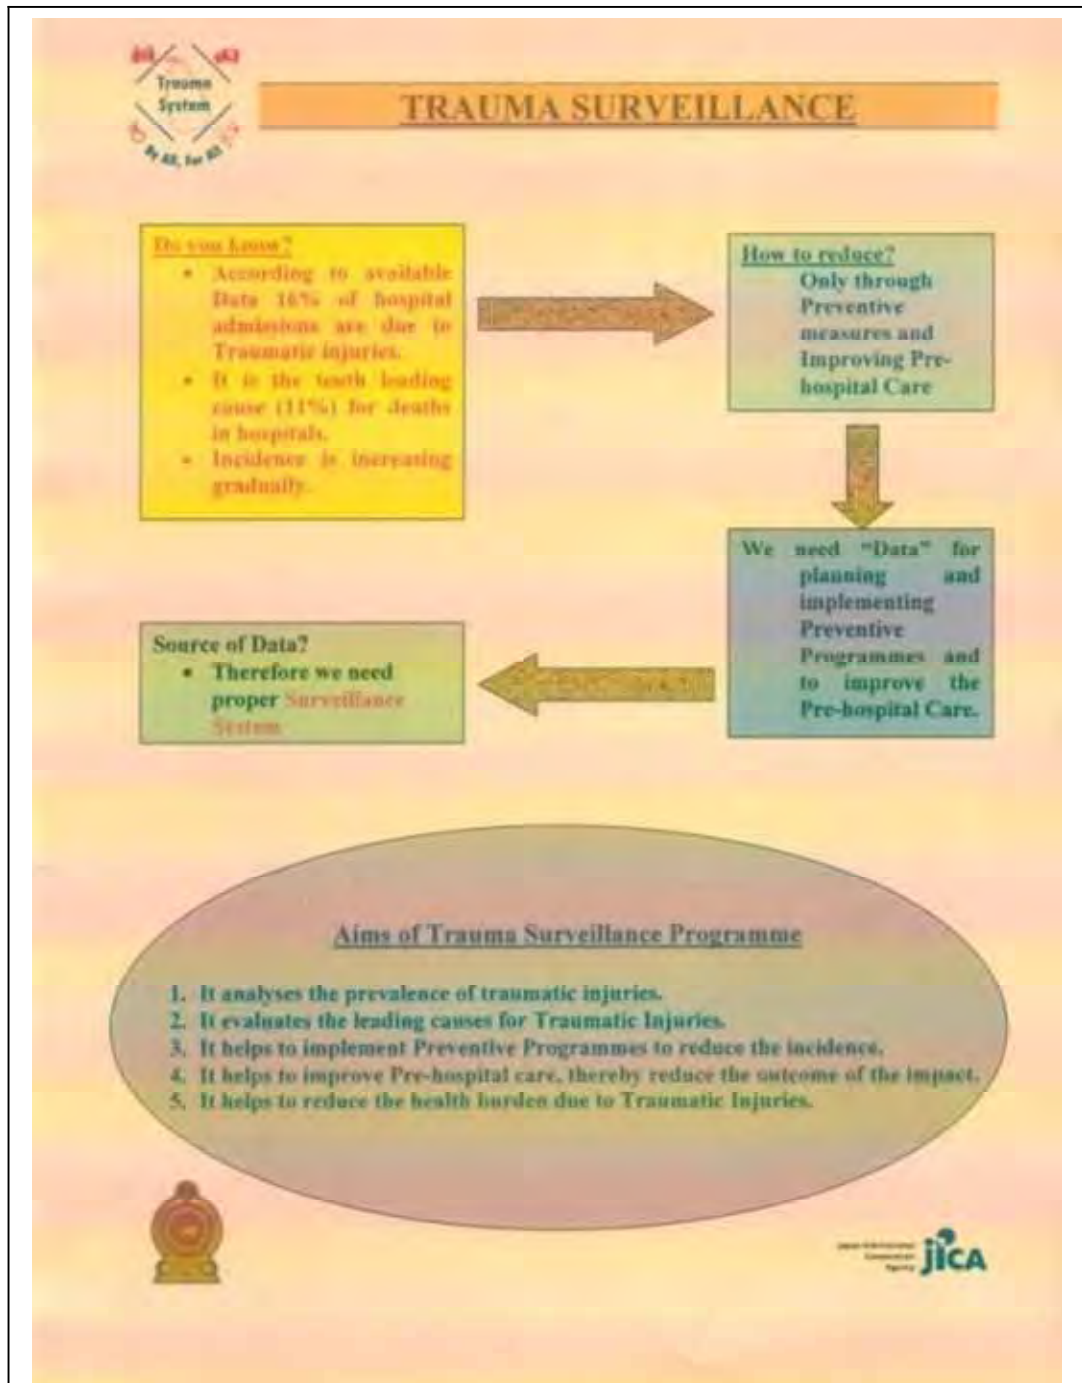 Trauma
System
By All, For All
TRAUMA SURVEILLANCE
Do you know?
• According to available
Data 16% of hospital
admissions are due to
Traumatic injuries.
• It is the tenth leading
cause (11%) for deaths
in hospitals.
• Incidence is increasing
gradually.
How to reduce?
Only through
Preventive
measures and
Improving Pre-
hospital Care
We need “Data” for
planning and
implementing
Preventive
Programmes and
to improve the
Pre-hospital Care.
Source of Data?
• Therefore we need
proper Surveillance
System
Aims of Trauma Surveillance Programme
1. It analyses the prevalence of traumatic injuries.
2. It evaluates the leading causes for Traumatic Injuries.
3. It helps to implement Preventive Programmes to reduce the incidence.
4. It helps to improve Pre-hospital care, thereby reduce the outcome of the impact.
5. It helps to reduce the health burden due to Traumatic Injuries.
Japan International
Cooperation
Agency
jICA